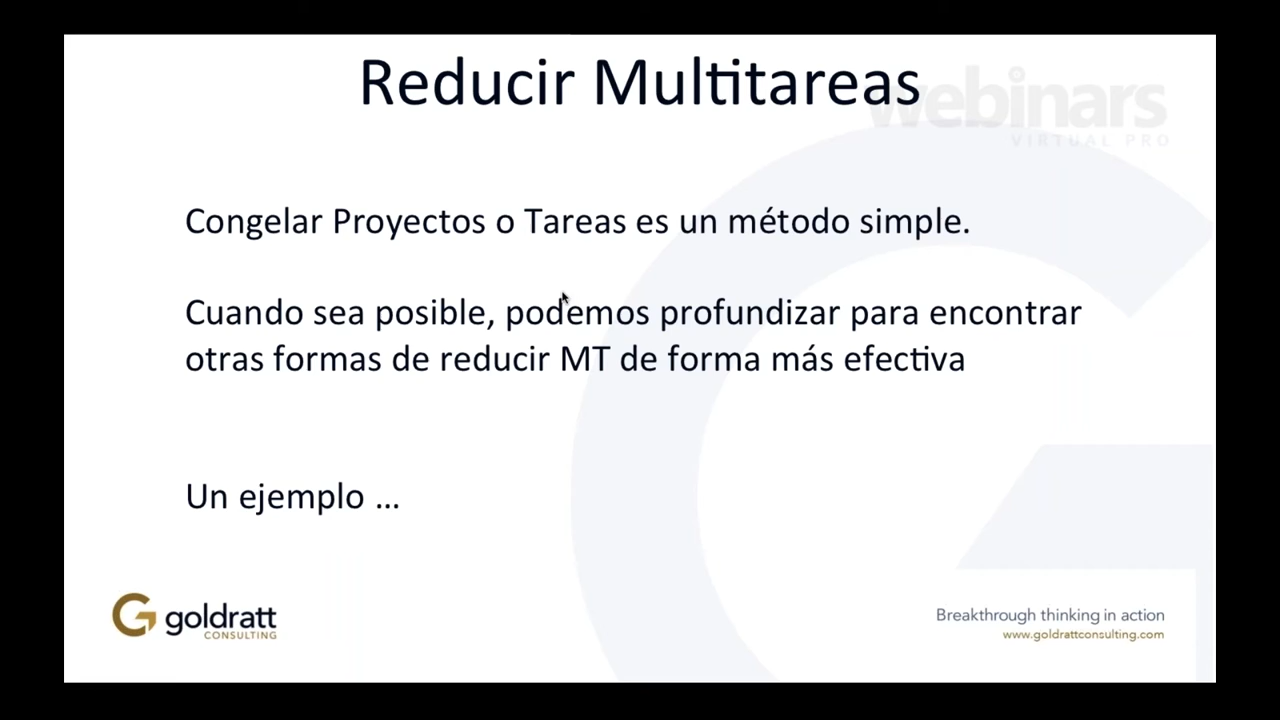 Reducir Multitareas
webinars
VIRTUAL PRO
Congelar Proyectos o Tareas es un método simple.
Cuando sea posible, podemos profundizar para encontrar
otras formas de reducir MT de forma más efectiva
Un ejemplo ...
goldratt
CONSULTING
Breakthrough thinking in action
www.goldrattconsulting.com